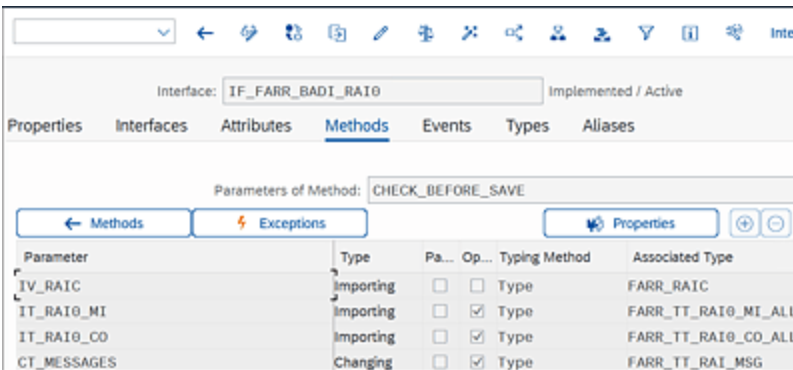 Inte
Interface: IF_FARR_BADI_RAI0 Implemented / Active
Properties Interfaces Attributes Methods Events Types Aliases
Parameters of Method: CHECK_BEFORE_SAVE
Methods Exceptions Properties
Parameter Type Pa... Op... Typing Method Associated Type
IV_RAIC Importing Type FARR_RAIC
IT_RAI0_MI Importing Type FARR_TT_RAI0_MI_ALL
IT_RAI0_CO Importing Type FARR_TT_RAI0_CO_ALL
CT_MESSAGES Changing Type FARR_TT_RAI_MSG